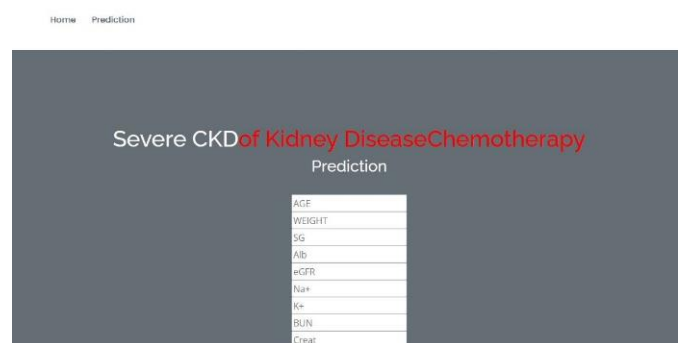 Home Prediction
Severe CKDof Kidney DiseaseChemotherapy
Prediction
AGE
WEIGHT
SG
Alb
eGFR
Na+
K+
BUN
Creat